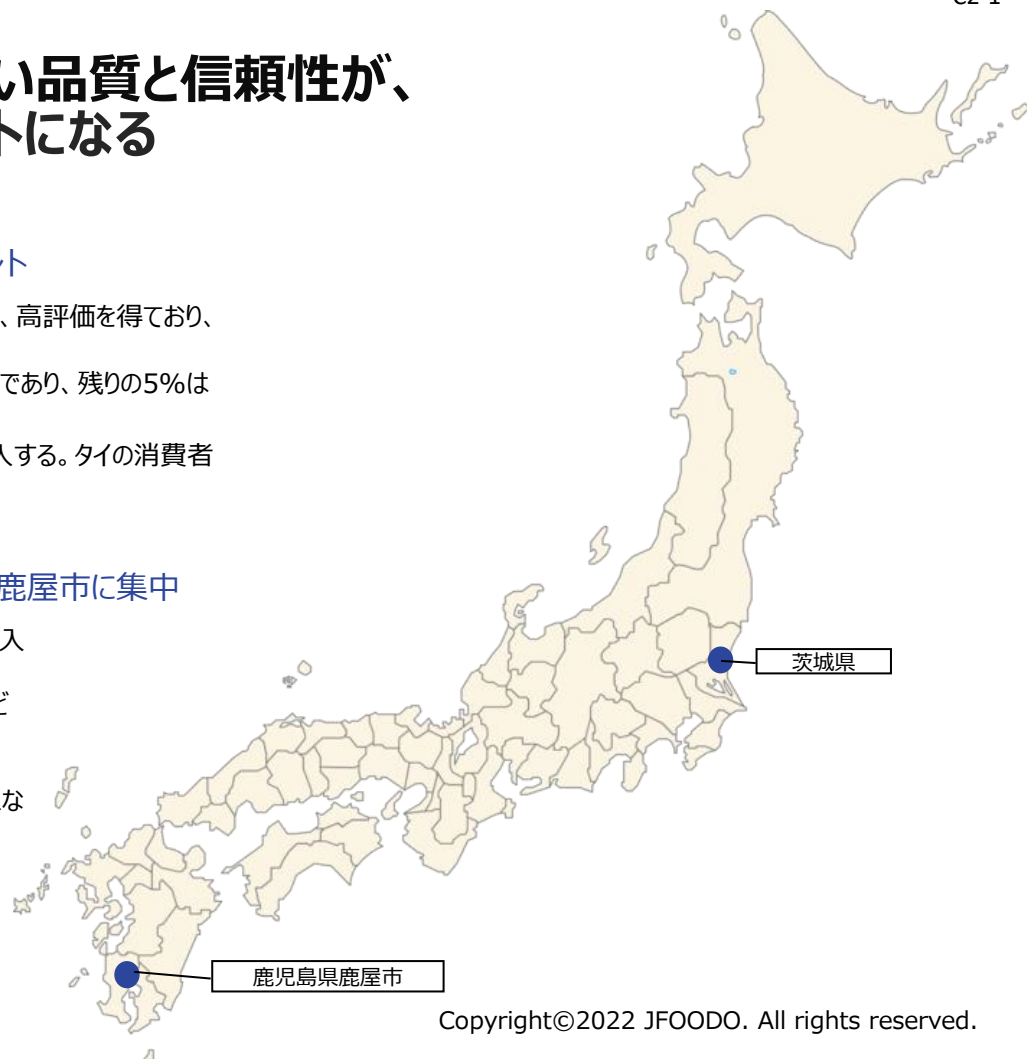 い品質と信頼性が、
トになる
ット
、高評価を得ており、
であり、残りの5%は
入する。タイの消費者
鹿屋市に集中
入
ど
な
茨城県
鹿児島県鹿屋市
Copyright©2022 JFOODO. All rights reserved.